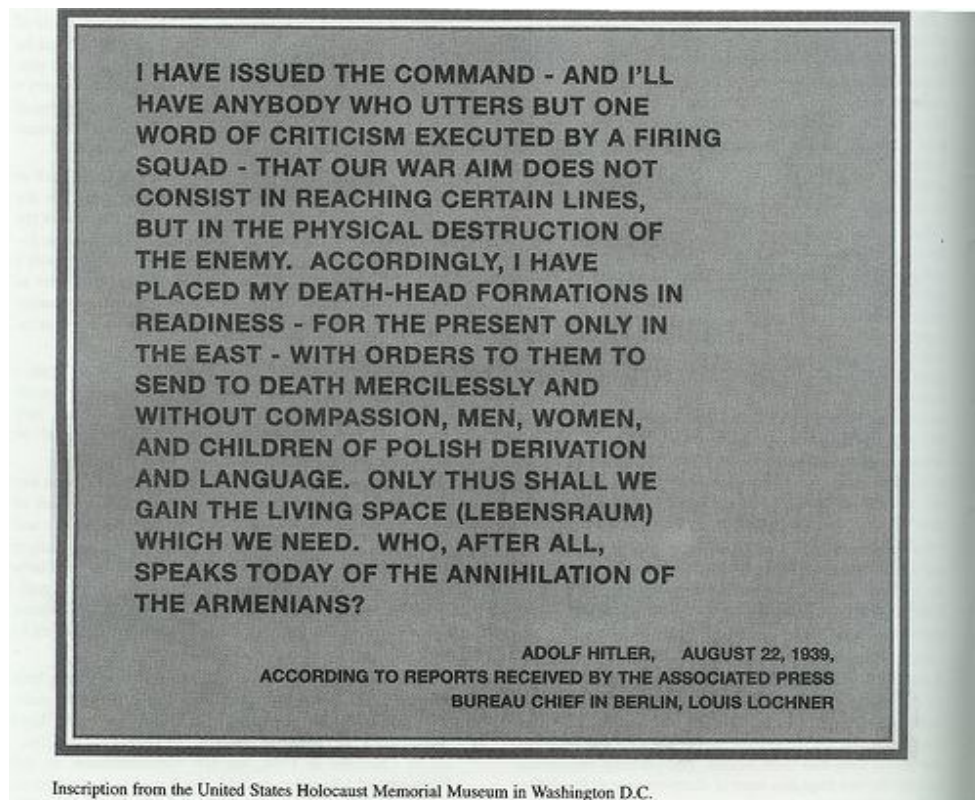 I HAVE ISSUED THE COMMAND - AND I'LL
HAVE ANYBODY WHO UTTERS BUT ONE
WORD OF CRITICISM EXECUTED BY A FIRING
SQUAD - THAT OUR WAR AIM DOES NOT
CONSIST IN REACHING CERTAIN LINES,
BUT IN THE PHYSICAL DESTRUCTION OF
THE ENEMY. ACCORDINGLY, I HAVE
PLACED MY DEATH-HEAD FORMATIONS IN
READINESS - FOR THE PRESENT ONLY IN
THE EAST - WITH ORDERS TO THEM TO
SEND TO DEATH MERCILESSLY AND
WITHOUT COMPASSION, MEN, WOMEN,
AND CHILDREN OF POLISH DERIVATION
AND LANGUAGE. ONLY THUS SHALL WE
GAIN THE LIVING SPACE (LEBENSRAUM)
WHICH WE NEED. WHO, AFTER ALL,
SPEAKS TODAY OF THE ANNIHILATION OF
THE ARMENIANS?
ADOLF HITLER, AUGUST 22, 1939,
ACCORDING TO REPORTS RECEIVED BY THE ASSOCIATED PRESS
BUREAU CHIEF IN BERLIN, LOUIS LOCHNER
Inscription from the United States Holocaust Memorial Museum in Washington D.C.